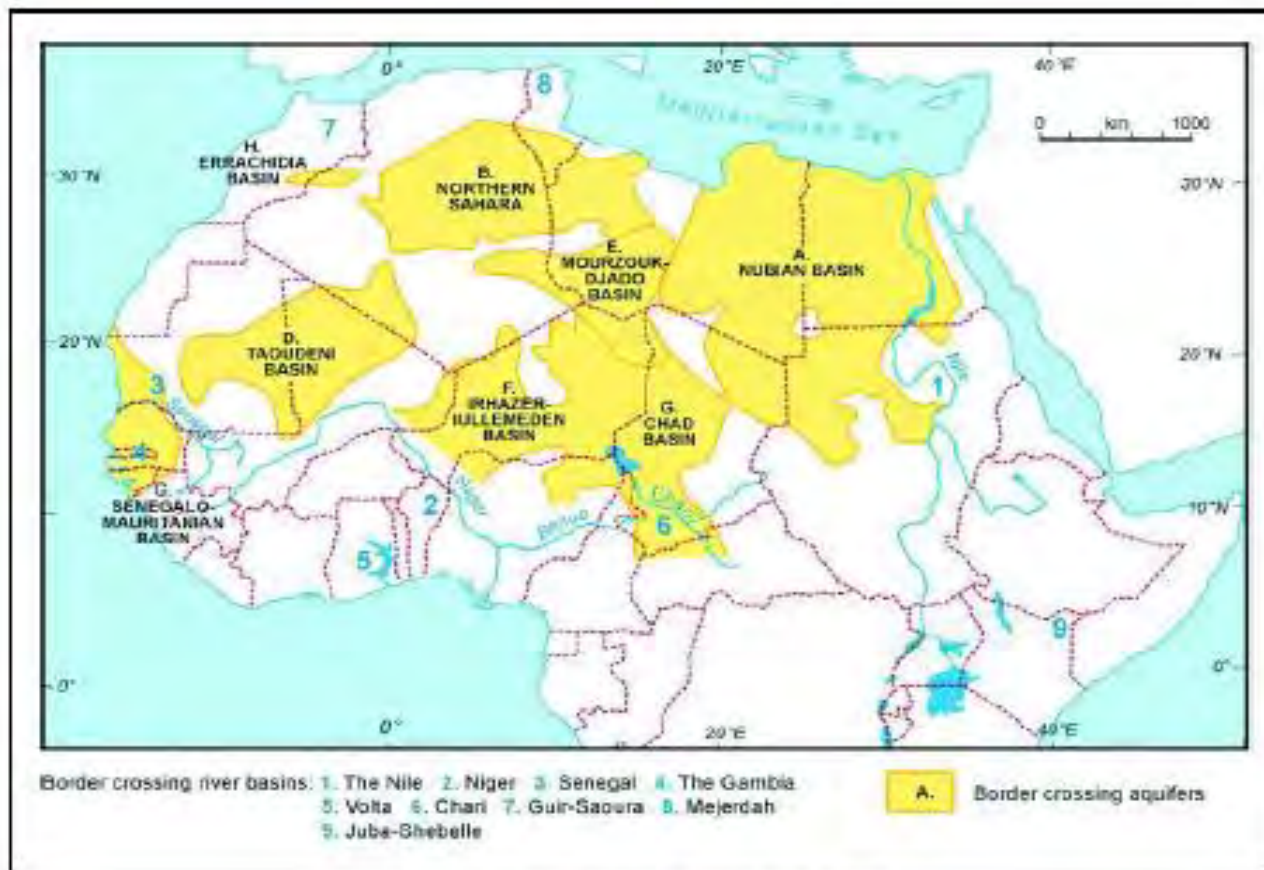 0°
20°E
40°E
8
Mediterranean Sea
7
0 km 1000
H.
ERRACHIDIA
BASIN
30°N
B.
NORTHERN
SAHARA
30°N
E.
MOURZOUK-
DJADO
BASIN
A.
NUBIAN BASIN
20°N
D.
TAOUDENI
BASIN
20°N
3
Senegal
F.
IRHAZER-
IULLEMEDEN
BASIN
G.
CHAD
BASIN
1
Nile
4
C.
SENEGALO-
MAURITANIAN
BASIN
2
Niger
10°N
Benue
Chari
6
5
9
0°
0°
0°
20°E
40°E
Border crossing river basins: 1. The Nile 2. Niger 3. Senegal 4. The Gambia
5. Volta 6. Chari 7. Guir-Saoura 8. Mejerdah
9. Juba-Shebelle
A. Border crossing aquifers